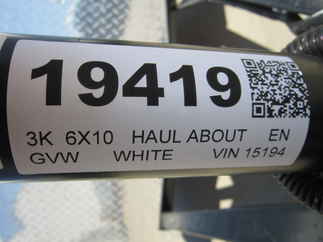 19419
3K 6X10 HAUL ABOUT EN
GVW WHITE VIN 15194